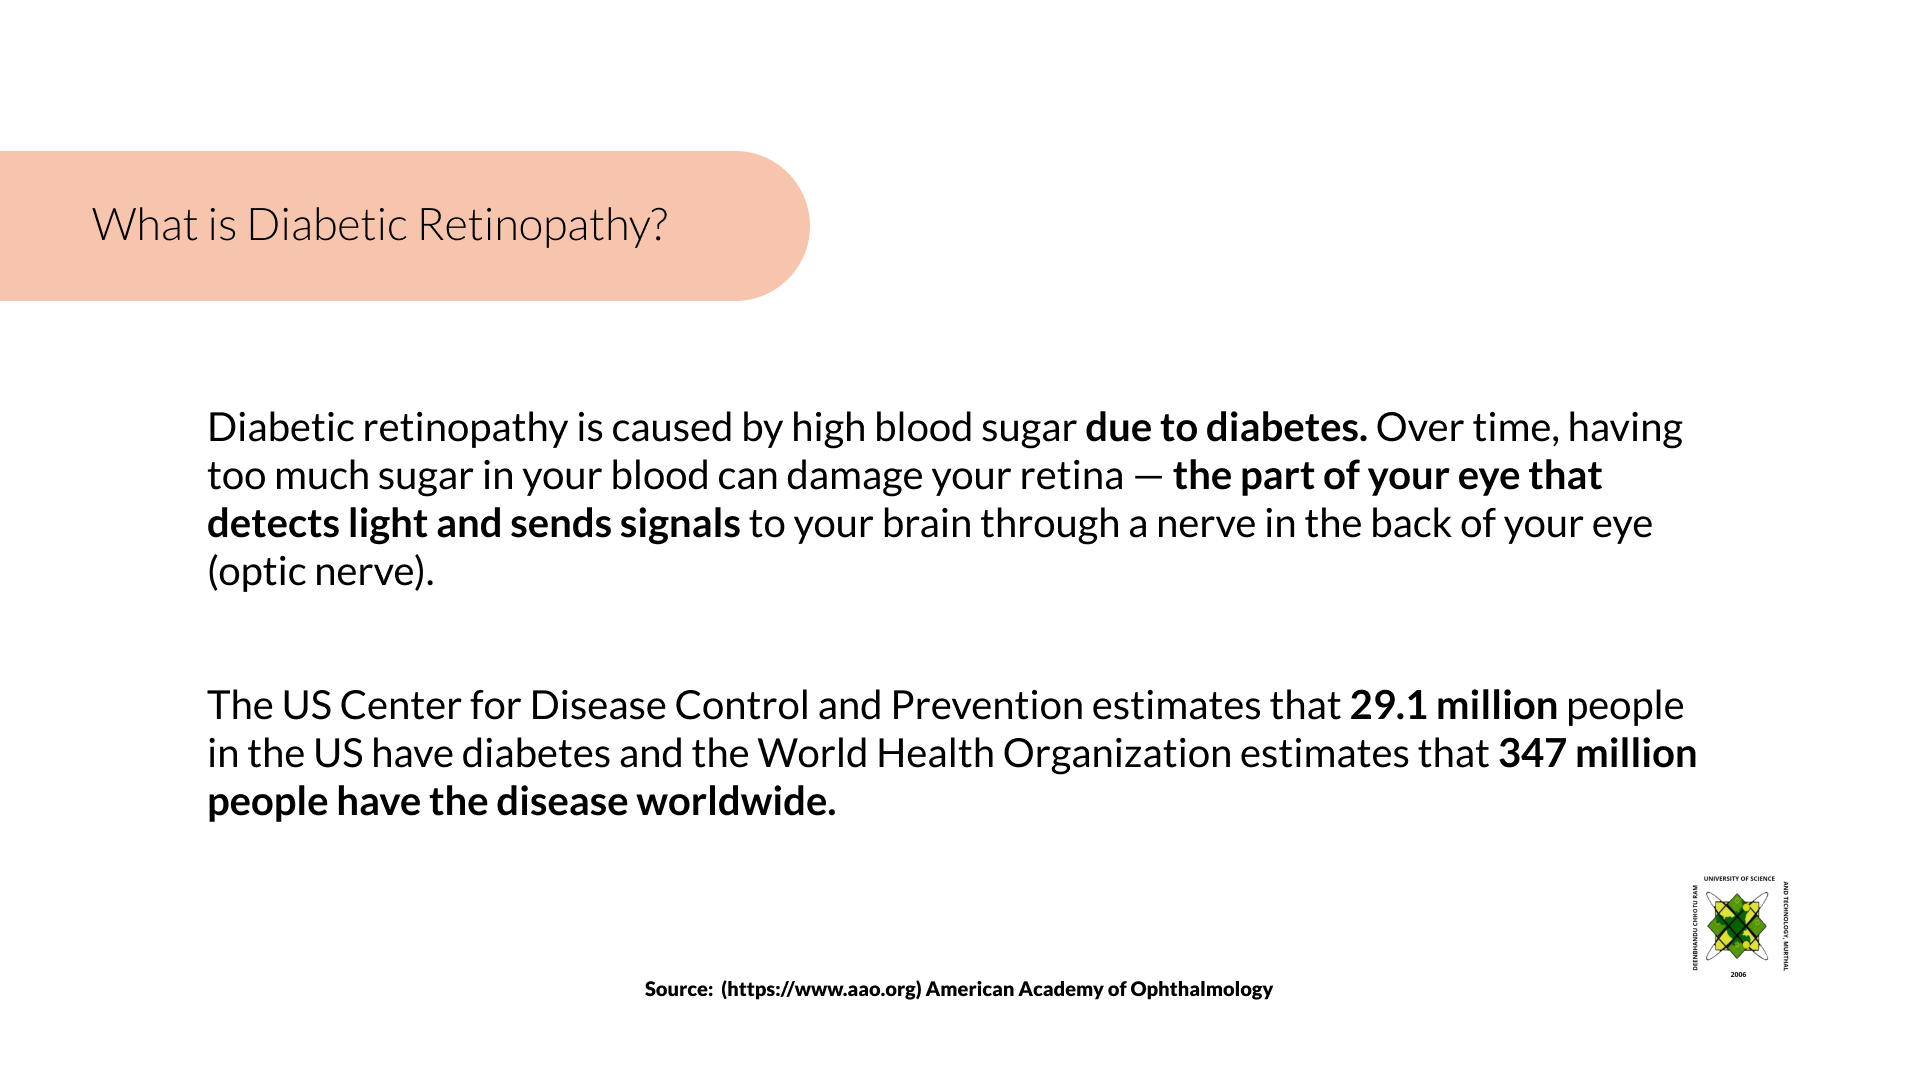 What is Diabetic Retinopathy?
Diabetic retinopathy is caused by high blood sugar due to diabetes. Over time, having
too much sugar in your blood can damage your retina — the part of your eye that
detects light and sends signals to your brain through a nerve in the back of your eye
(optic nerve).
The US Center for Disease Control and Prevention estimates that 29.1 million people
in the US have diabetes and the World Health Organization estimates that 347 million
people have the disease worldwide.
DEENBANDHU CHHOTU RAM
UNIVERSITY OF SCIENCE
AND TECHNOLOGY, MURTHAL
2006
Source: (https://www.aao.org) American Academy of Ophthalmology